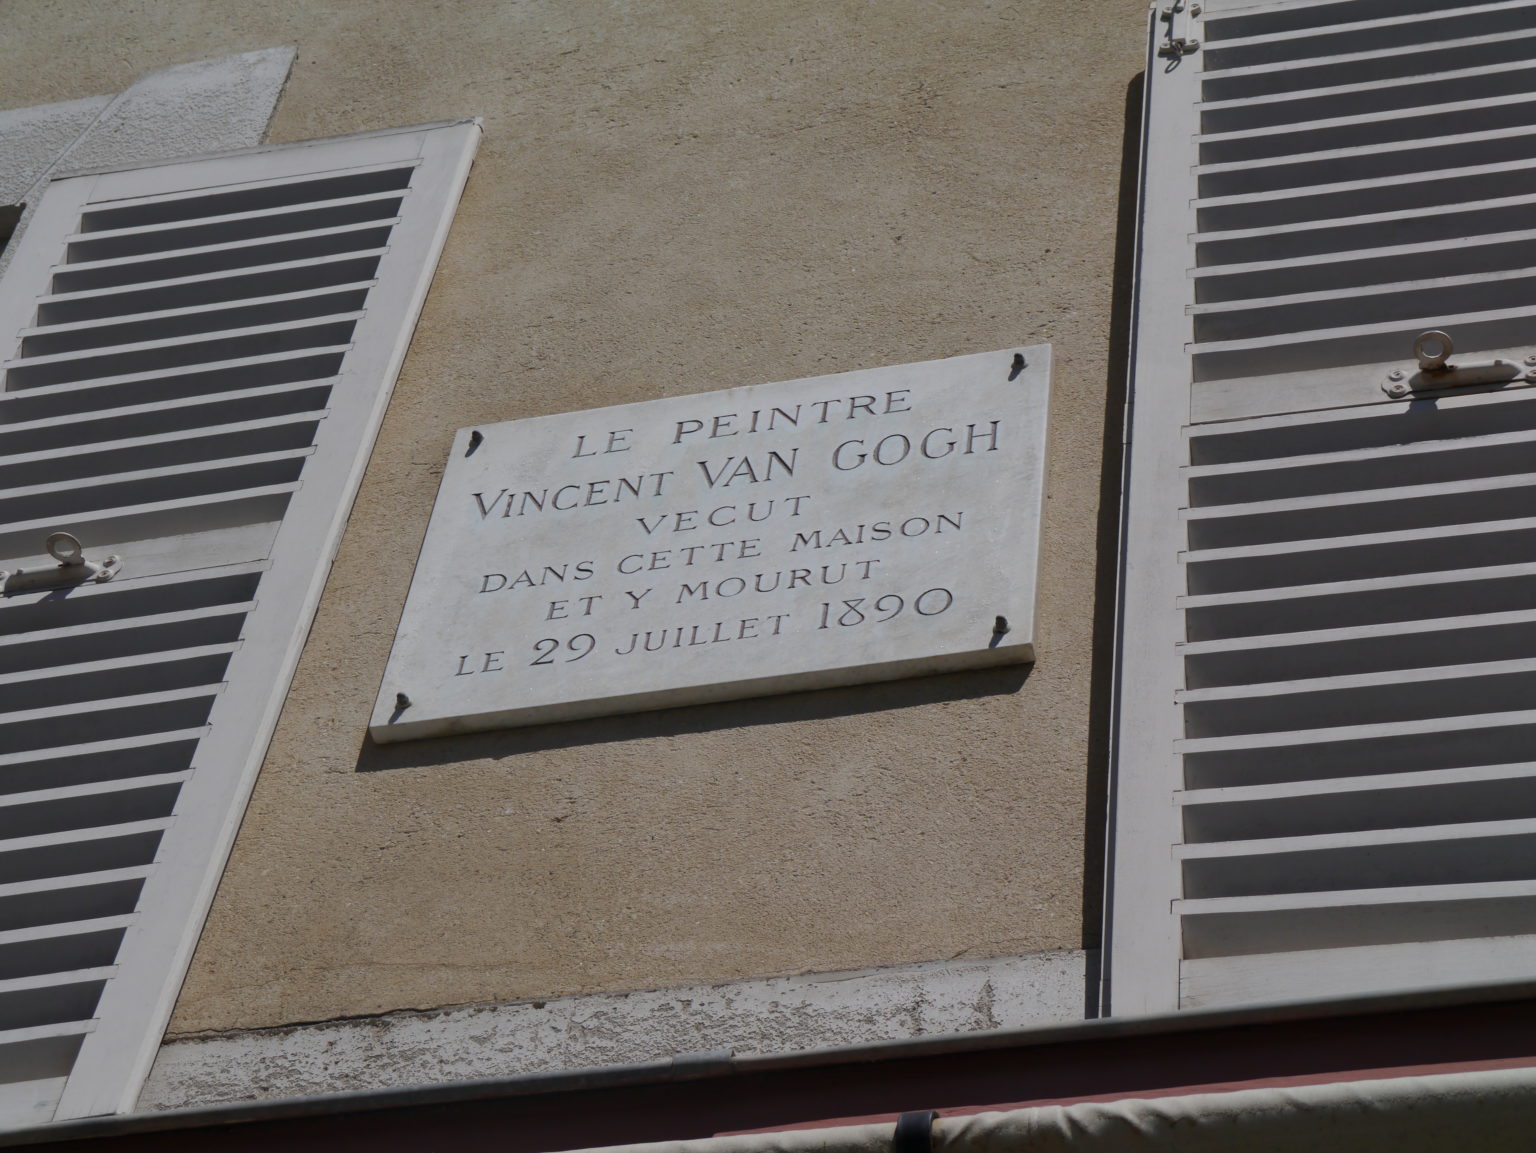 LE PEINTRE
VINCENT VAN GOGH
VECUT
DANS CETTE MAISON
ET Y MOURUT
LE 29 JUILLET 1890